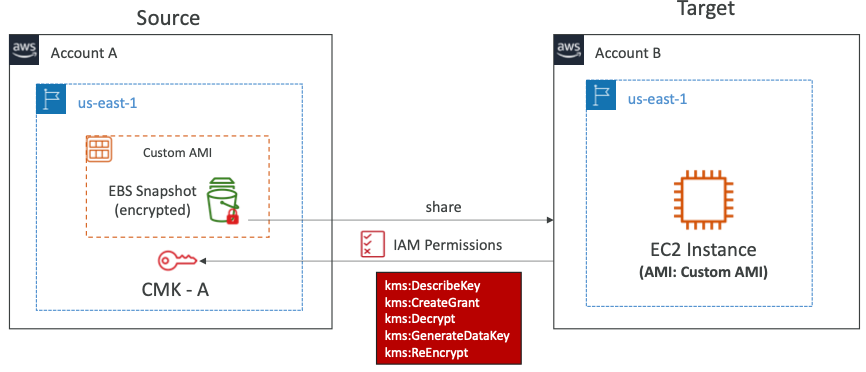 Source
Target
aws
Account A
aws
Account B
us-east-1
us-east-1
Custom AMI
EBS Snapshot
(encrypted)
share
IAM Permissions
EC2 Instance
(AMI: Custom AMI)
CMK - A
kms:DescribeKey
kms:CreateGrant
kms:Decrypt
kms:GenerateDataKey
kms:ReEncrypt